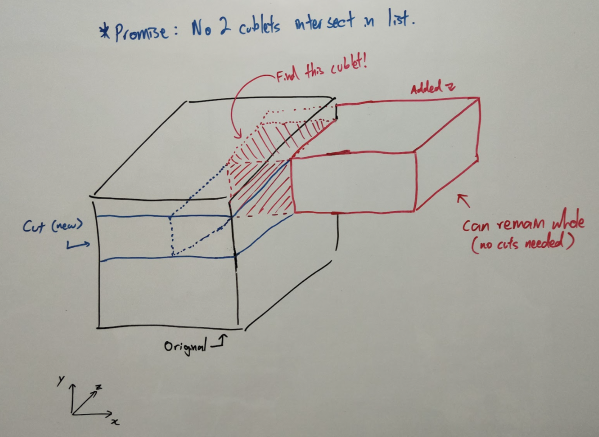 *Promise: No 2 cublets intersect in list.
Find this cublet!
Added
Cut (new)
Can remain whole
(no cuts needed)
Original
y
z
x